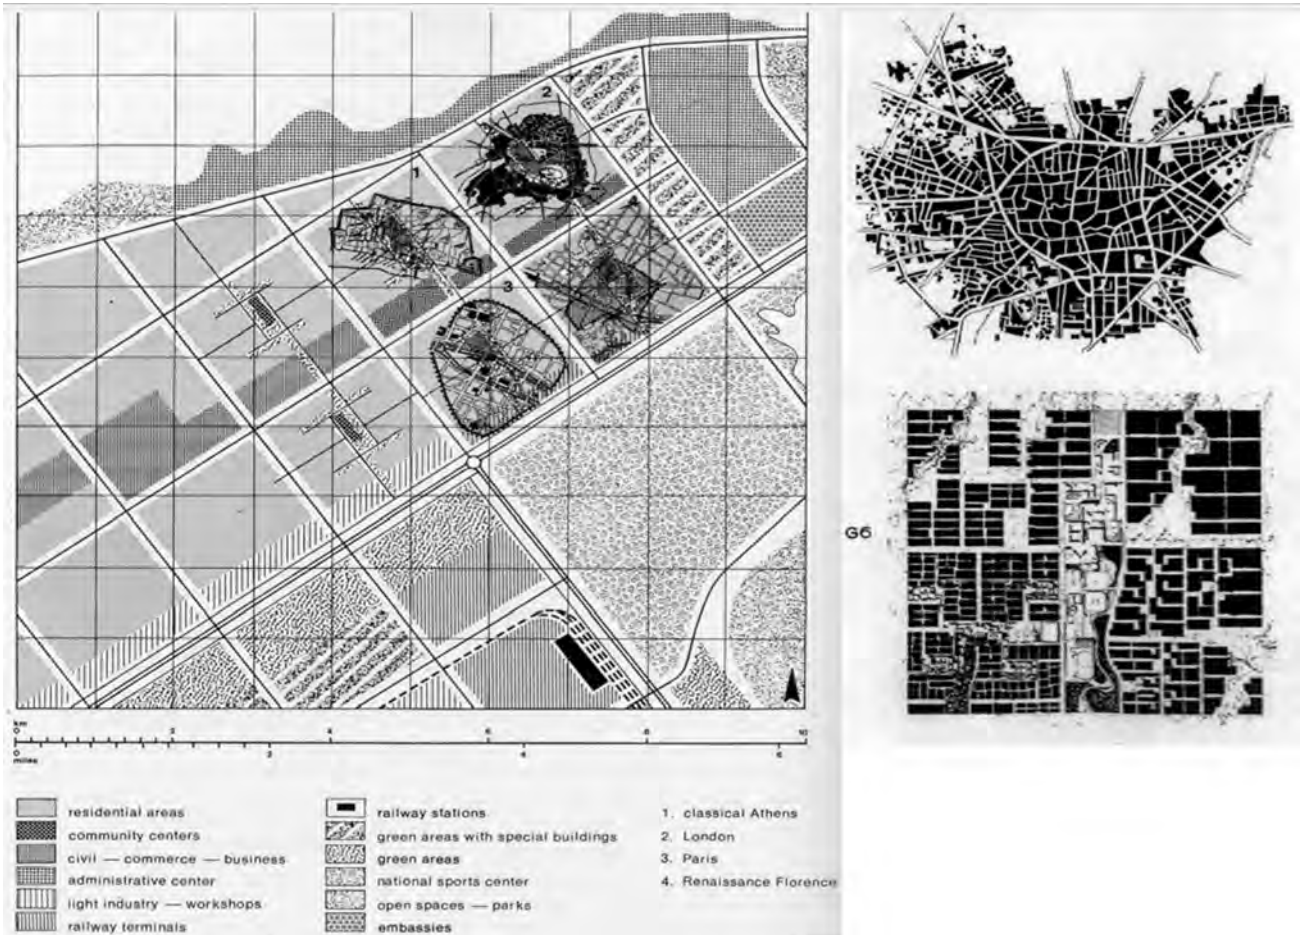 2
1
4
3
G6
km
0 2 4 6 8 10
0 2 4 6
miles
residential areas
community centers
civil — commerce — business
administrative center
light industry — workshops
railway terminals
railway stations
green areas with special buildings
green areas
national sports center
open spaces — parks
embassies
1. classical Athens
2. London
3. Paris
4. Renaissance Florence